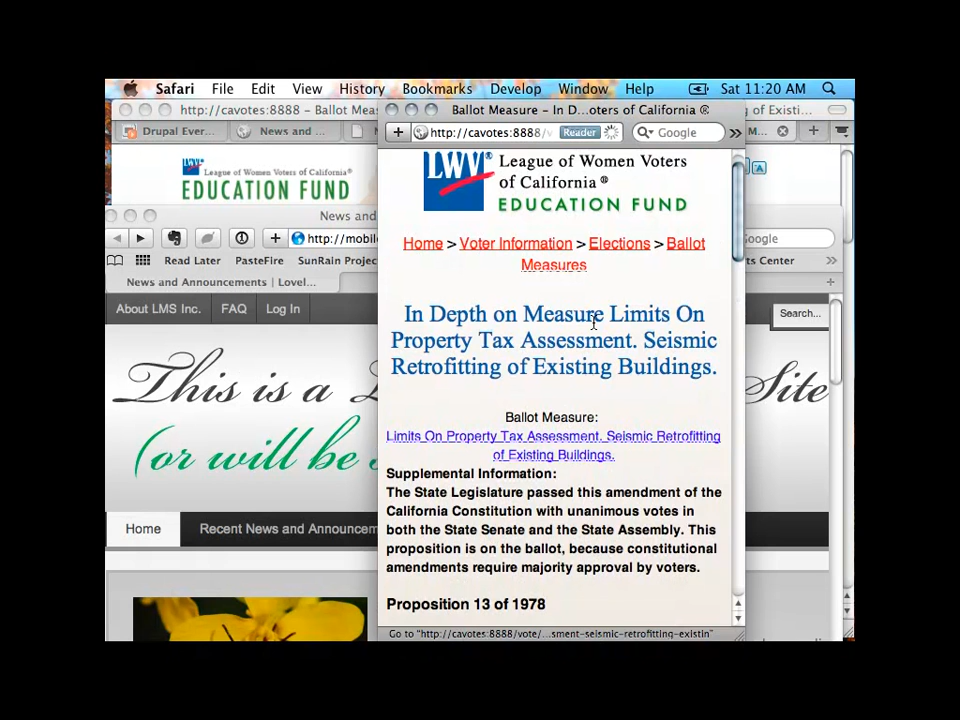 Safari File Edit View History Bookmarks Develop Window Help Sat 11:20 AM
http://cavotes:8888 – Ballot Mea
Ballot Measure – In D...oters of California ®
g of Existi...
Drupal Ever...
News and ...
http://cavotes:8888/v
Reader
Google
»
M...
LWV®
League of Women Voters
of California ®
EDUCATION FUND
League of Women Voters of California®
EDUCATION FUND
News and
http://mobil
Google
Read Later PasteFire SunRain Projec
ts Center »
News and Announcements | Lovel...
About LMS Inc. FAQ Log In
Search...
This is a
Site
(or will be
Home Recent News and Announcem
Home > Voter Information > Elections > Ballot
Measures
In Depth on Measure Limits On
Property Tax Assessment. Seismic
Retrofitting of Existing Buildings.
Ballot Measure:
Limits On Property Tax Assessment. Seismic Retrofitting
of Existing Buildings.
Supplemental Information:
The State Legislature passed this amendment of the
California Constitution with unanimous votes in
both the State Senate and the State Assembly. This
proposition is on the ballot, because constitutional
amendments require majority approval by voters.
Proposition 13 of 1978
Go to "http://cavotes:8888/vote/...sment-seismic-retrofitting-existin"